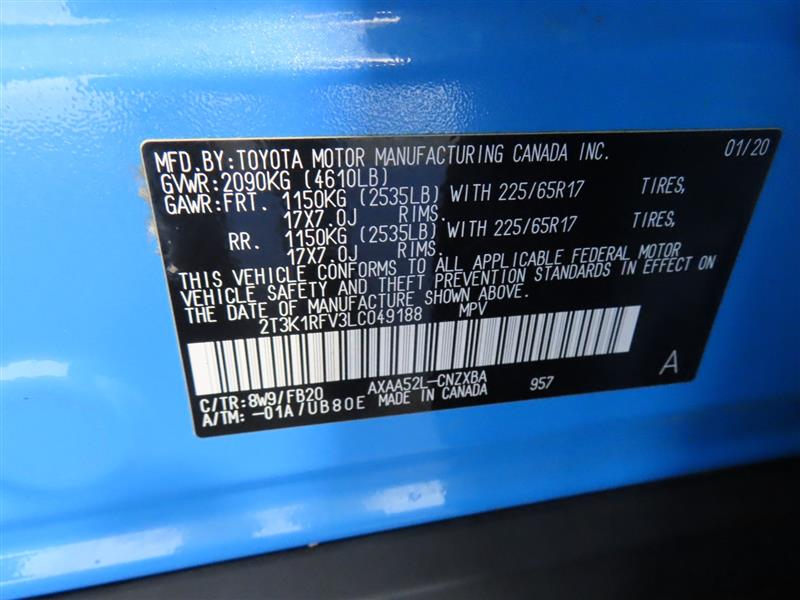 MFD. BY: TOYOTA MOTOR MANUFACTURING CANADA INC. 01/20
GVWR: 2090KG (4610LB)
GAWR: FRT. 1150KG (2535LB) WITH 225/65R17 TIRES,
17X7.0J RIMS.
RR. 1150KG (2535LB) WITH 225/65R17 TIRES,
17X7.0J RIMS.
THIS VEHICLE CONFORMS TO ALL APPLICABLE FEDERAL MOTOR
VEHICLE SAFETY AND THEFT PREVENTION STANDARDS IN EFFECT ON
THE DATE OF MANUFACTURE SHOWN ABOVE.
2T3K1RFV3LC049188 MPV
A
C/TR: 8W9/FB20 AXAA52L-CNZXBA 957
A/TM: -01A/UB80E MADE IN CANADA